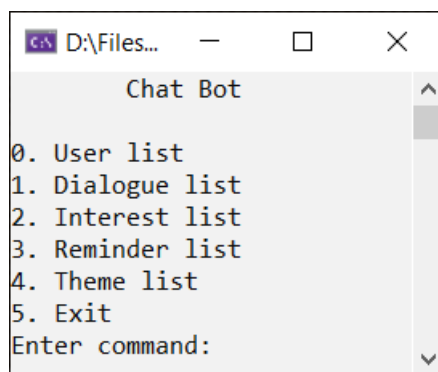 D:\Files...
Chat Bot
0. User list
1. Dialogue list
2. Interest list
3. Reminder list
4. Theme list
5. Exit
Enter command: